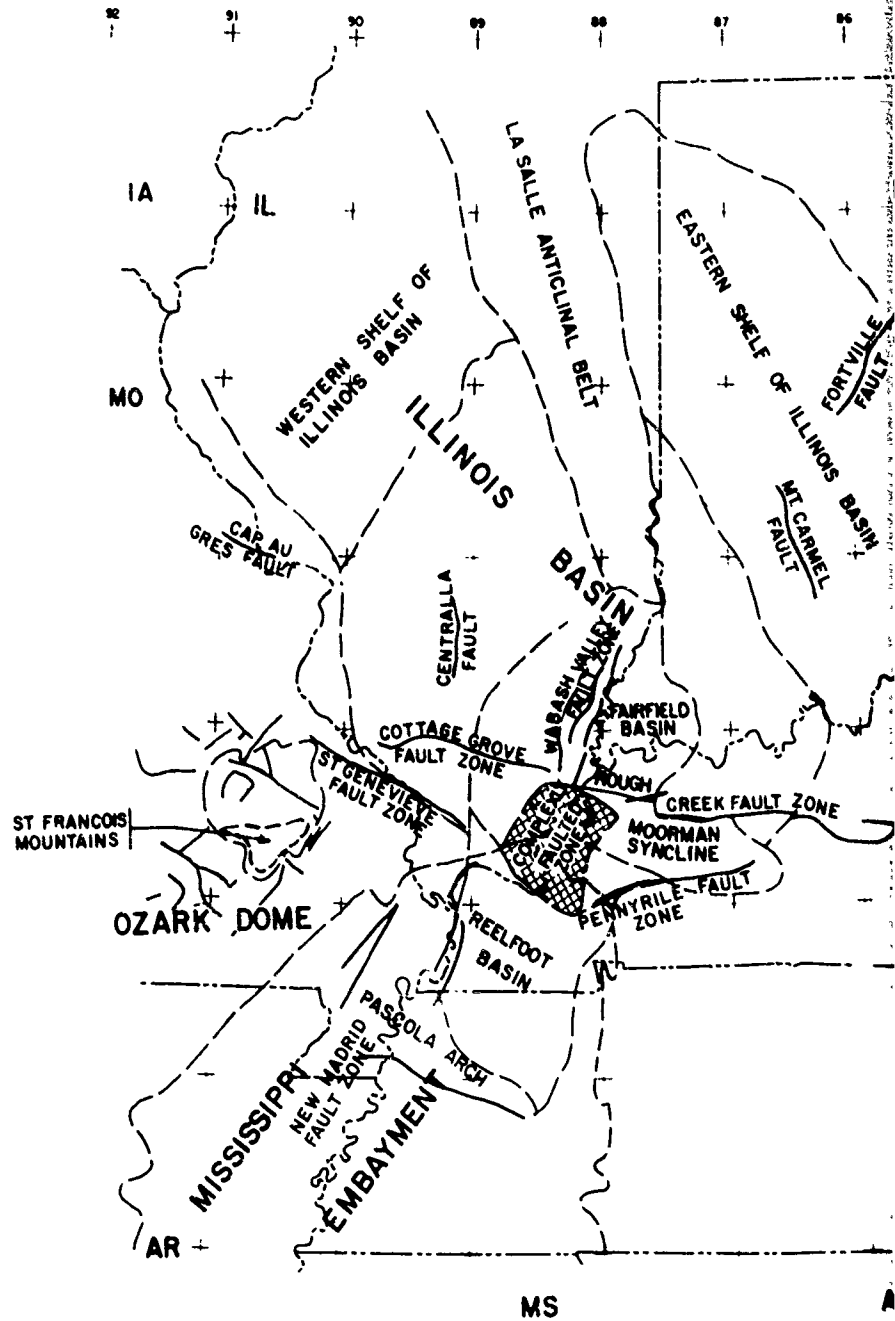 92 91 90 89 88 87 86
IA
IL
MO
LA SALLE ANTICLINAL BELT
EASTERN SHELF OF ILLINOIS BASIN
WESTERN SHELF OF
ILLINOIS BASIN
FORTVILLE
FAULT
ILLINOIS
BASIN
MT. CARMEL
FAULT
CAP AU
GRES FAULT
CENTRALLA
FAULT
WABASH VALLEY
FAULT ZONE
FAIRFIELD
BASIN
COTTAGE GROVE
FAULT ZONE
ST GENEVIEVE
FAULT ZONE
ROUGH
CREEK FAULT ZONE
ST FRANCOIS
MOUNTAINS
COMPLEXLY
FAULTED
ZONE
MOORMAN
SYNCLINE
PENNYRILE FAULT
ZONE
OZARK DOME
REELFOOT
BASIN
PASCOLA ARCH
NEW MADRID
FAULT ZONE
MISSISSIPPI
EMBAYMENT
AR
MS